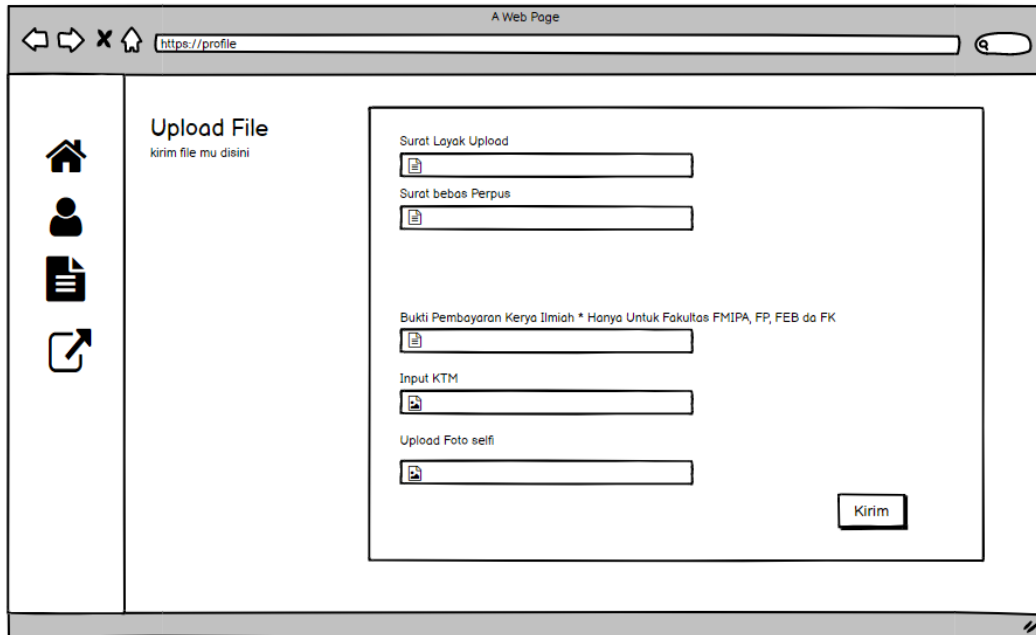 A Web Page
https://profile
Upload File
kirim file mu disini
Surat Layak Upload
Surat bebas Perpus
Bukti Pembayaran Kerya Ilmiah * Hanya Untuk Fakultas FMIPA, FP, FEB da FK
Input KTM
Upload Foto selfi
Kirim